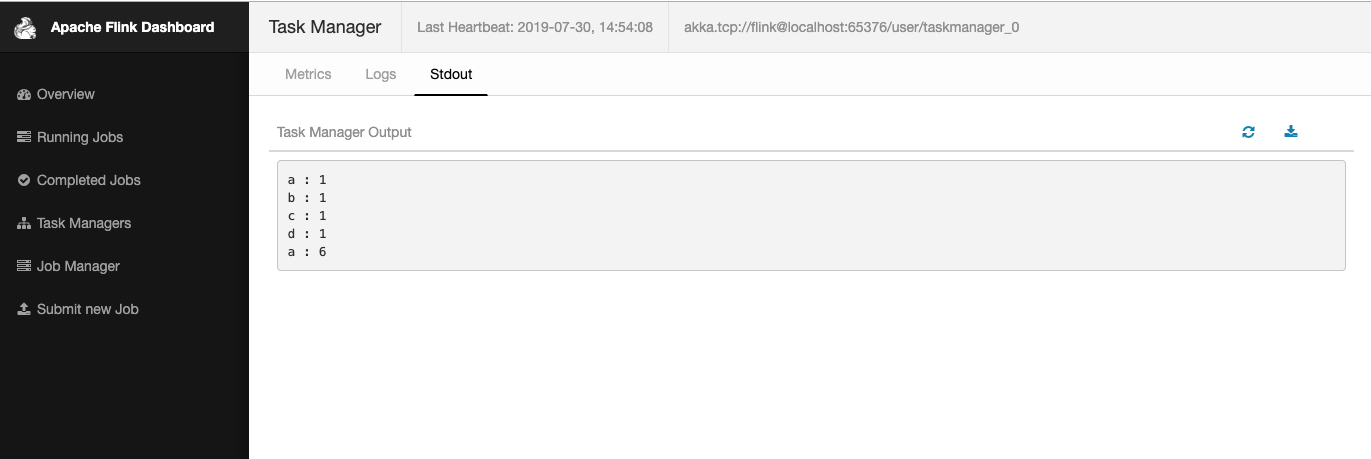 Apache Flink Dashboard
Overview
Running Jobs
Completed Jobs
Task Managers
Job Manager
Submit new Job
Task Manager
Last Heartbeat: 2019-07-30, 14:54:08
akka.tcp://flink@localhost:65376/user/taskmanager_0
Metrics
Logs
Stdout
Task Manager Output
a : 1
b : 1
c : 1
d : 1
a : 6